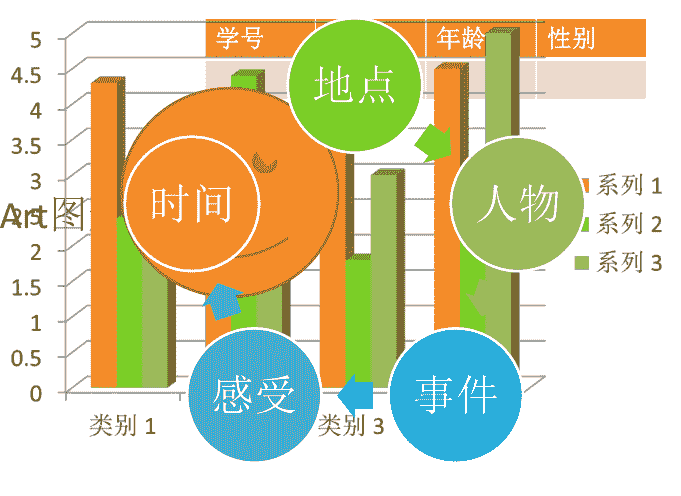 学号 年龄 性别
地点
时间
人物
感受
事件
Art图
5
4.5
4
3.5
3
2.5
2
1.5
1
0.5
0
类别 1
类别 3
系列 1
系列 2
系列 3